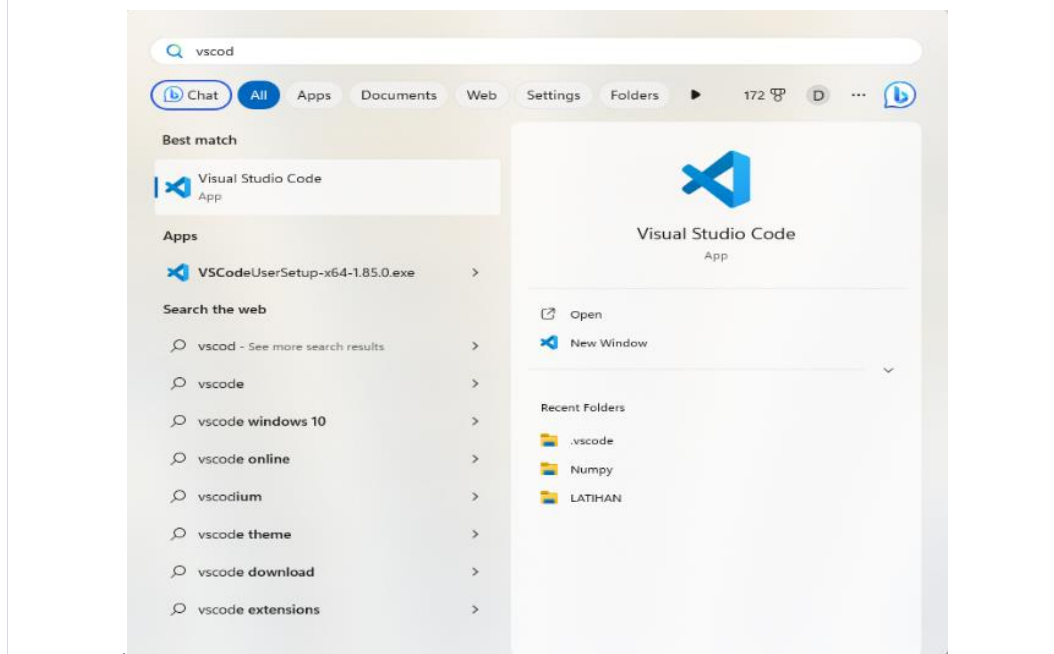 vscod
Chat All Apps Documents Web Settings Folders 172 D ...
Best match
Visual Studio Code
App
Apps
VSCodeUserSetup-x64-1.85.0.exe
Search the web
vscod - See more search results
vscode
vscode windows 10
vscode online
vscodium
vscode theme
vscode download
vscode extensions
Visual Studio Code
App
Open
New Window
Recent Folders
.vscode
Numpy
LATIHAN